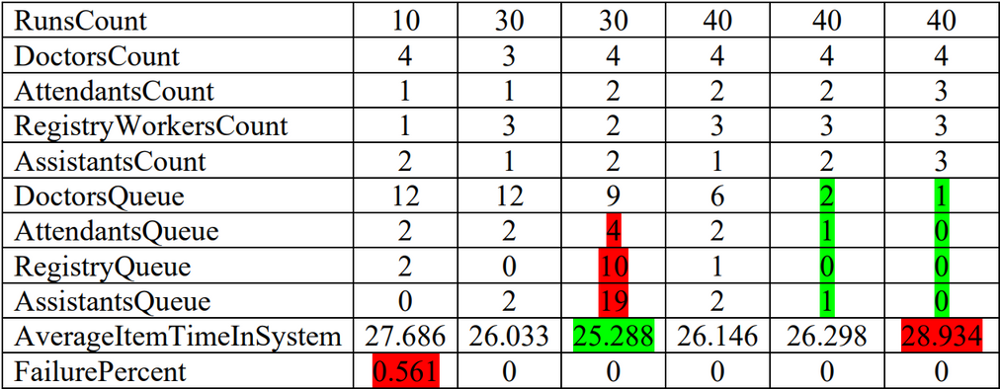 RunsCount 10 30 30 40 40 40
DoctorsCount 4 3 4 4 4 4
AttendantsCount 1 1 2 2 2 3
RegistryWorkersCount 1 3 2 3 3 3
AssistantsCount 2 1 2 1 2 3
DoctorsQueue 12 12 9 6 2 1
AttendantsQueue 2 2 4 2 1 0
RegistryQueue 2 0 10 1 0 0
AssistantsQueue 0 2 19 2 1 0
AverageItemTimeInSystem 27.686 26.033 25.288 26.146 26.298 28.934
FailurePercent 0.561 0 0 0 0 0